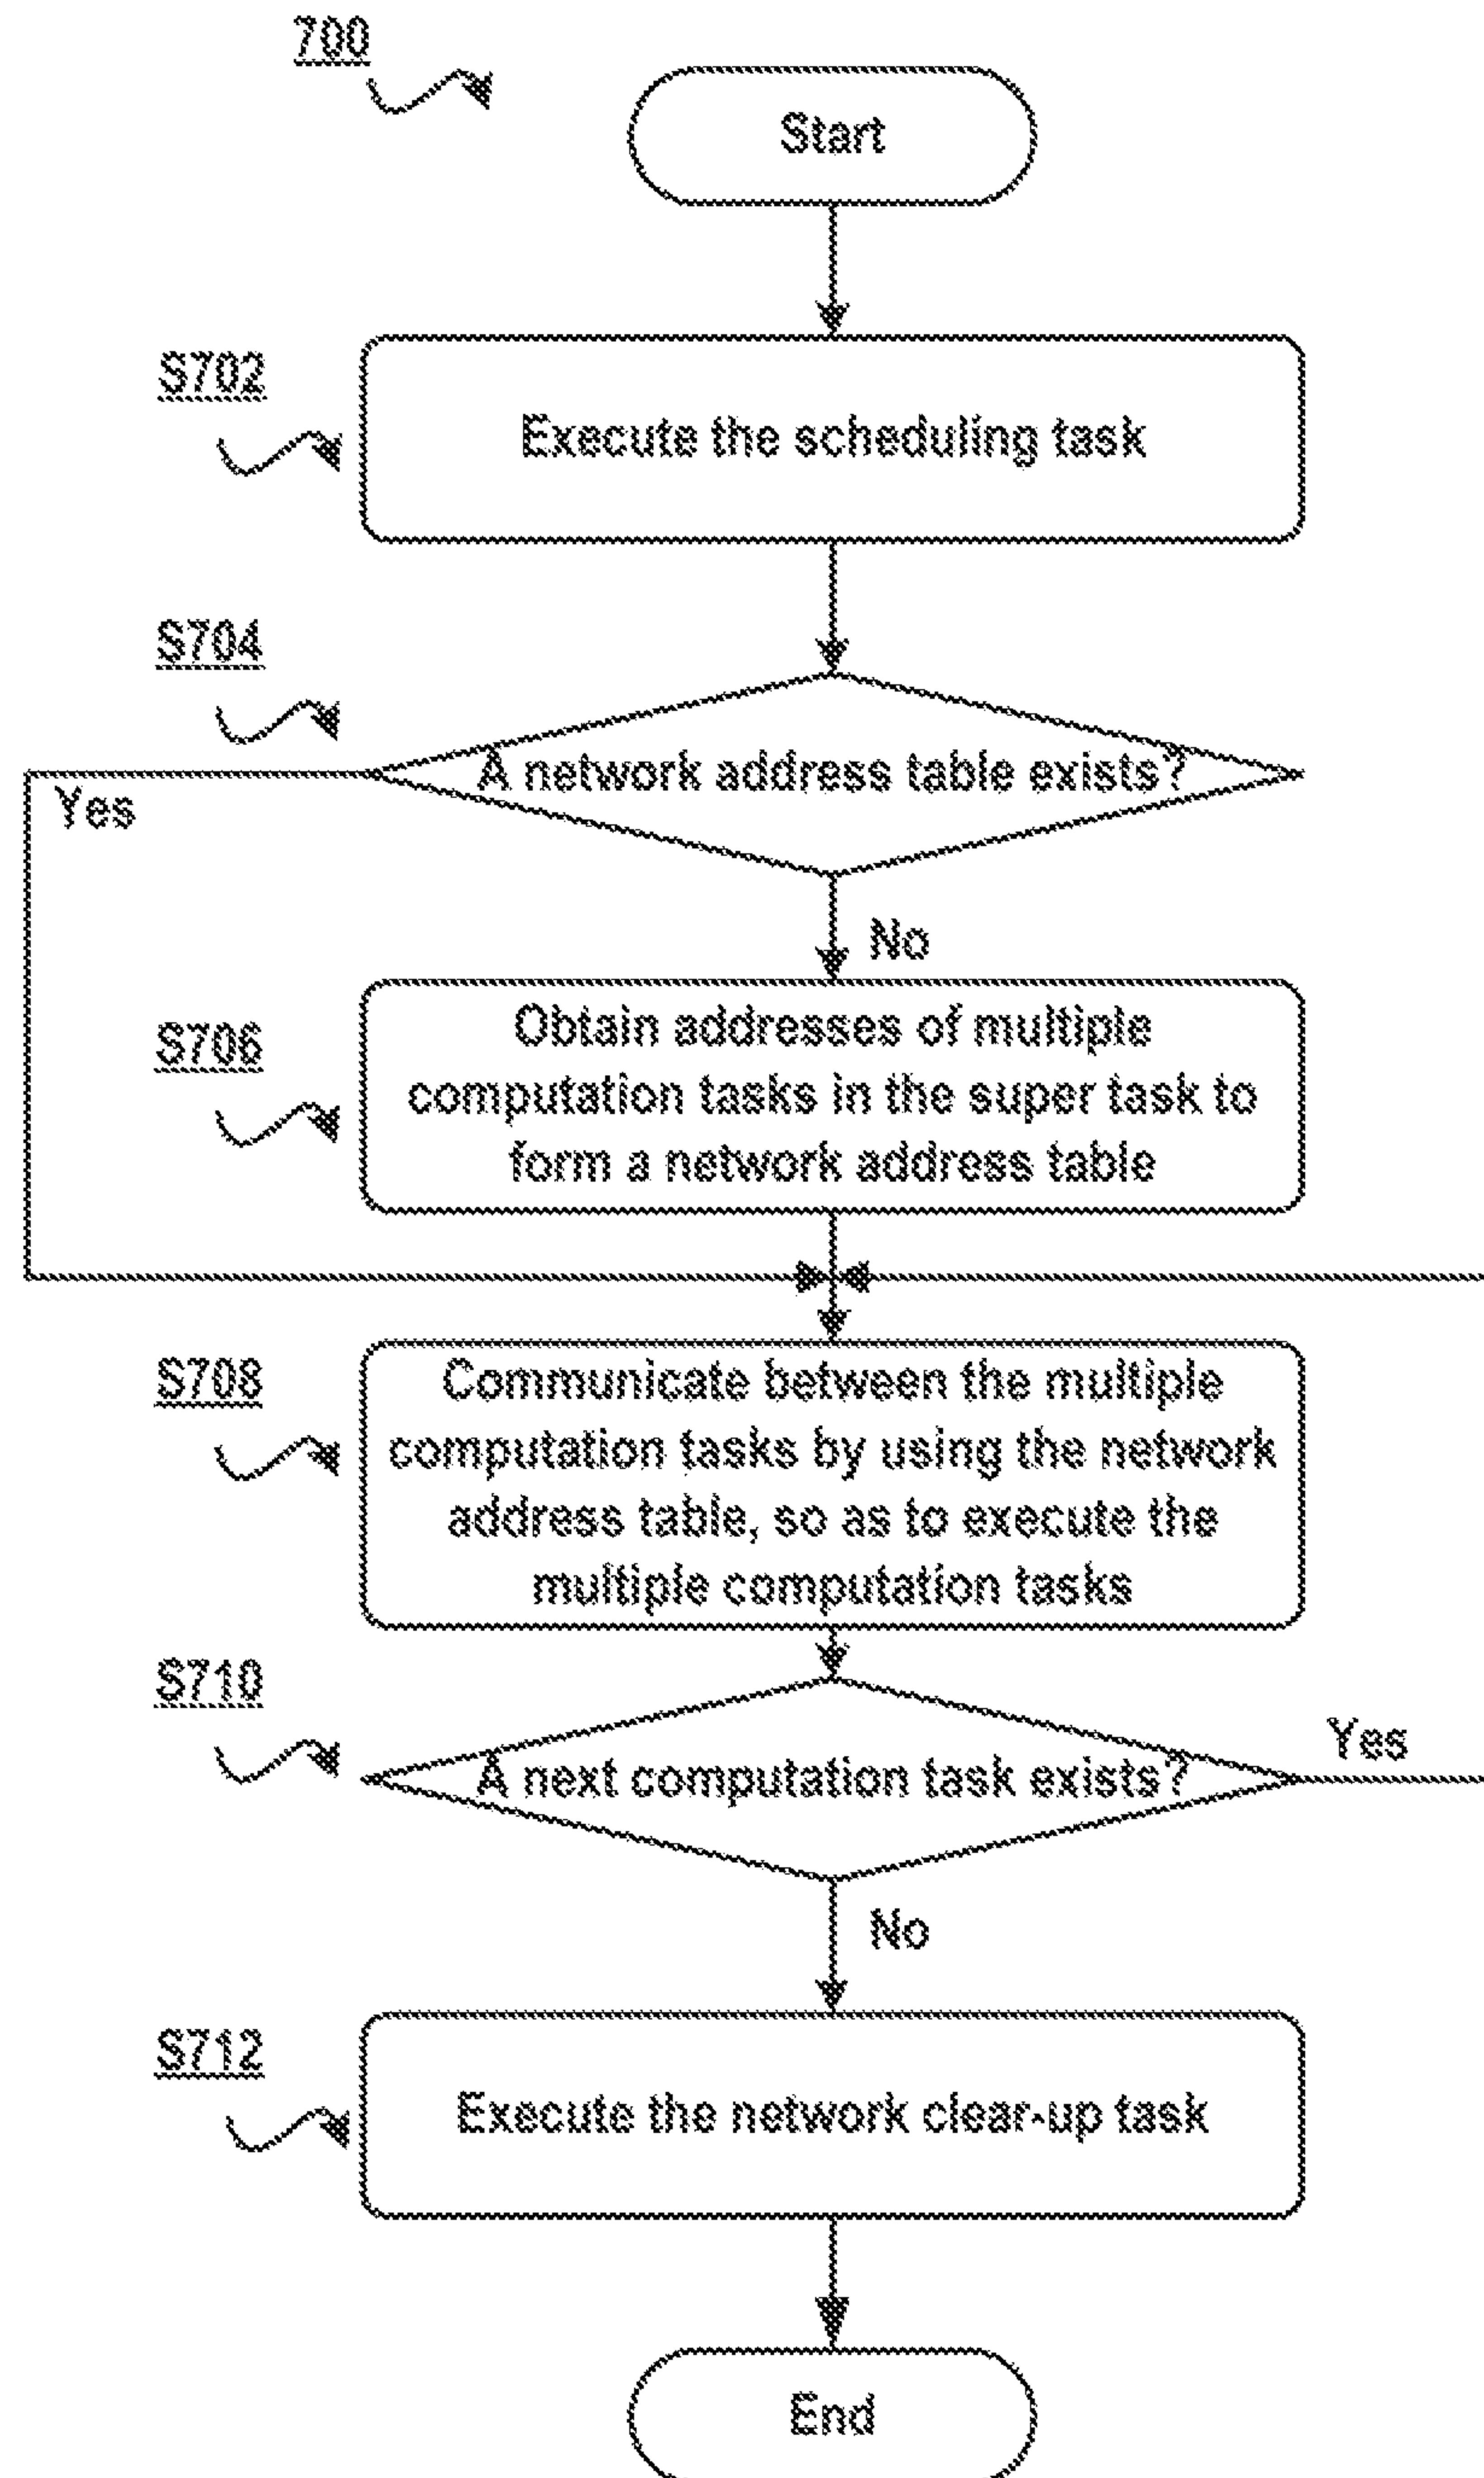 700
Start
S702
Execute the scheduling task
S704
A network address table exists?
Yes
No
S706
Obtain addresses of multiple
computation tasks in the super task to
form a network address table
S708
Communicate between the multiple
computation tasks by using the network
address table, so as to execute the
multiple computation tasks
S710
A next computation task exists?
Yes
No
S712
Execute the network clear-up task
End